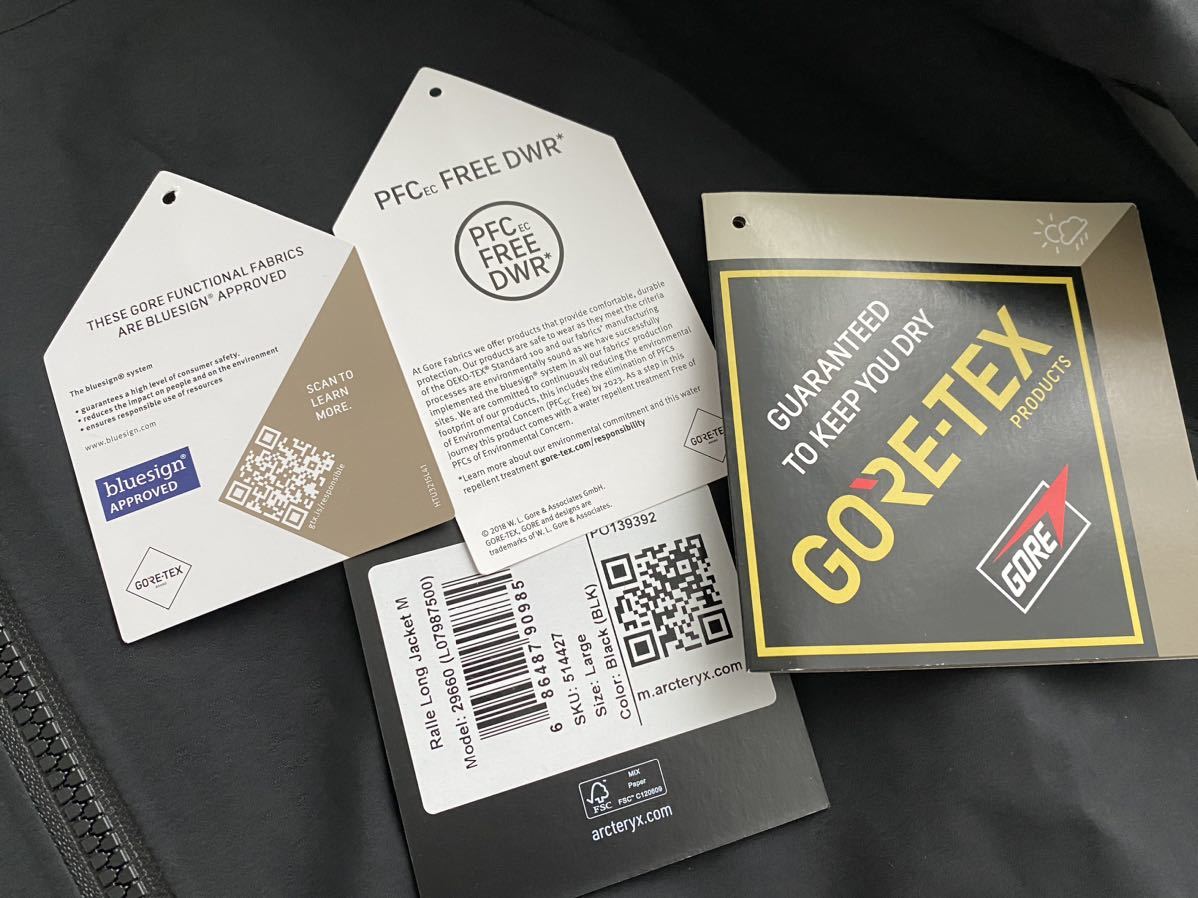 THESE GORE FUNCTIONAL FABRICS
ARE BLUESIGN® APPROVED
The bluesign® system
• guarantees a high level of consumer safety,
• reduces the impact on people and on the environment
• ensures responsible use of resources
www.bluesign.com
bluesign®
APPROVED
GORE-TEX
BRAND
SCAN TO
LEARN
MORE.
gtx.is/responsible
HTU3215L41
PFCEC FREE DWR*
PFCEC
FREE
DWR*
At Gore Fabrics we offer products that provide comfortable, durable
protection. Our products are safe to wear as they meet the criteria
of the OEKO-TEX® Standard 100 and our fabrics' manufacturing
processes are environmentally sound as we have successfully
implemented the bluesign® system in all our fabrics' production
sites. We are committed to continuously reducing the environmental
footprint of our products, this includes the elimination of PFCs
of Environmental Concern (PFCEC Free) by 2023. As a step in this
journey this product comes with a water repellent treatment Free of
PFCs of Environmental Concern.
*Learn more about our environmental commitment and this water
repellent treatment gore-tex.com/responsibility
GORE-TEX
BRAND
© 2018 W. L. Gore & Associates GmbH.
GORE-TEX, GORE and designs are
trademarks of W. L. Gore & Associates.
GUARANTEED
TO KEEP YOU DRY
GORE-TEX
PRODUCTS
GORE
Ralle Long Jacket M
Model: 29660 (L07987500)
6 86487 90985
SKU: 514427
Size: Large
Color: Black (BLK)
PO139392
m.arcteryx.com
FSC
MIX
Paper
FSC™ C120609
arcteryx.com